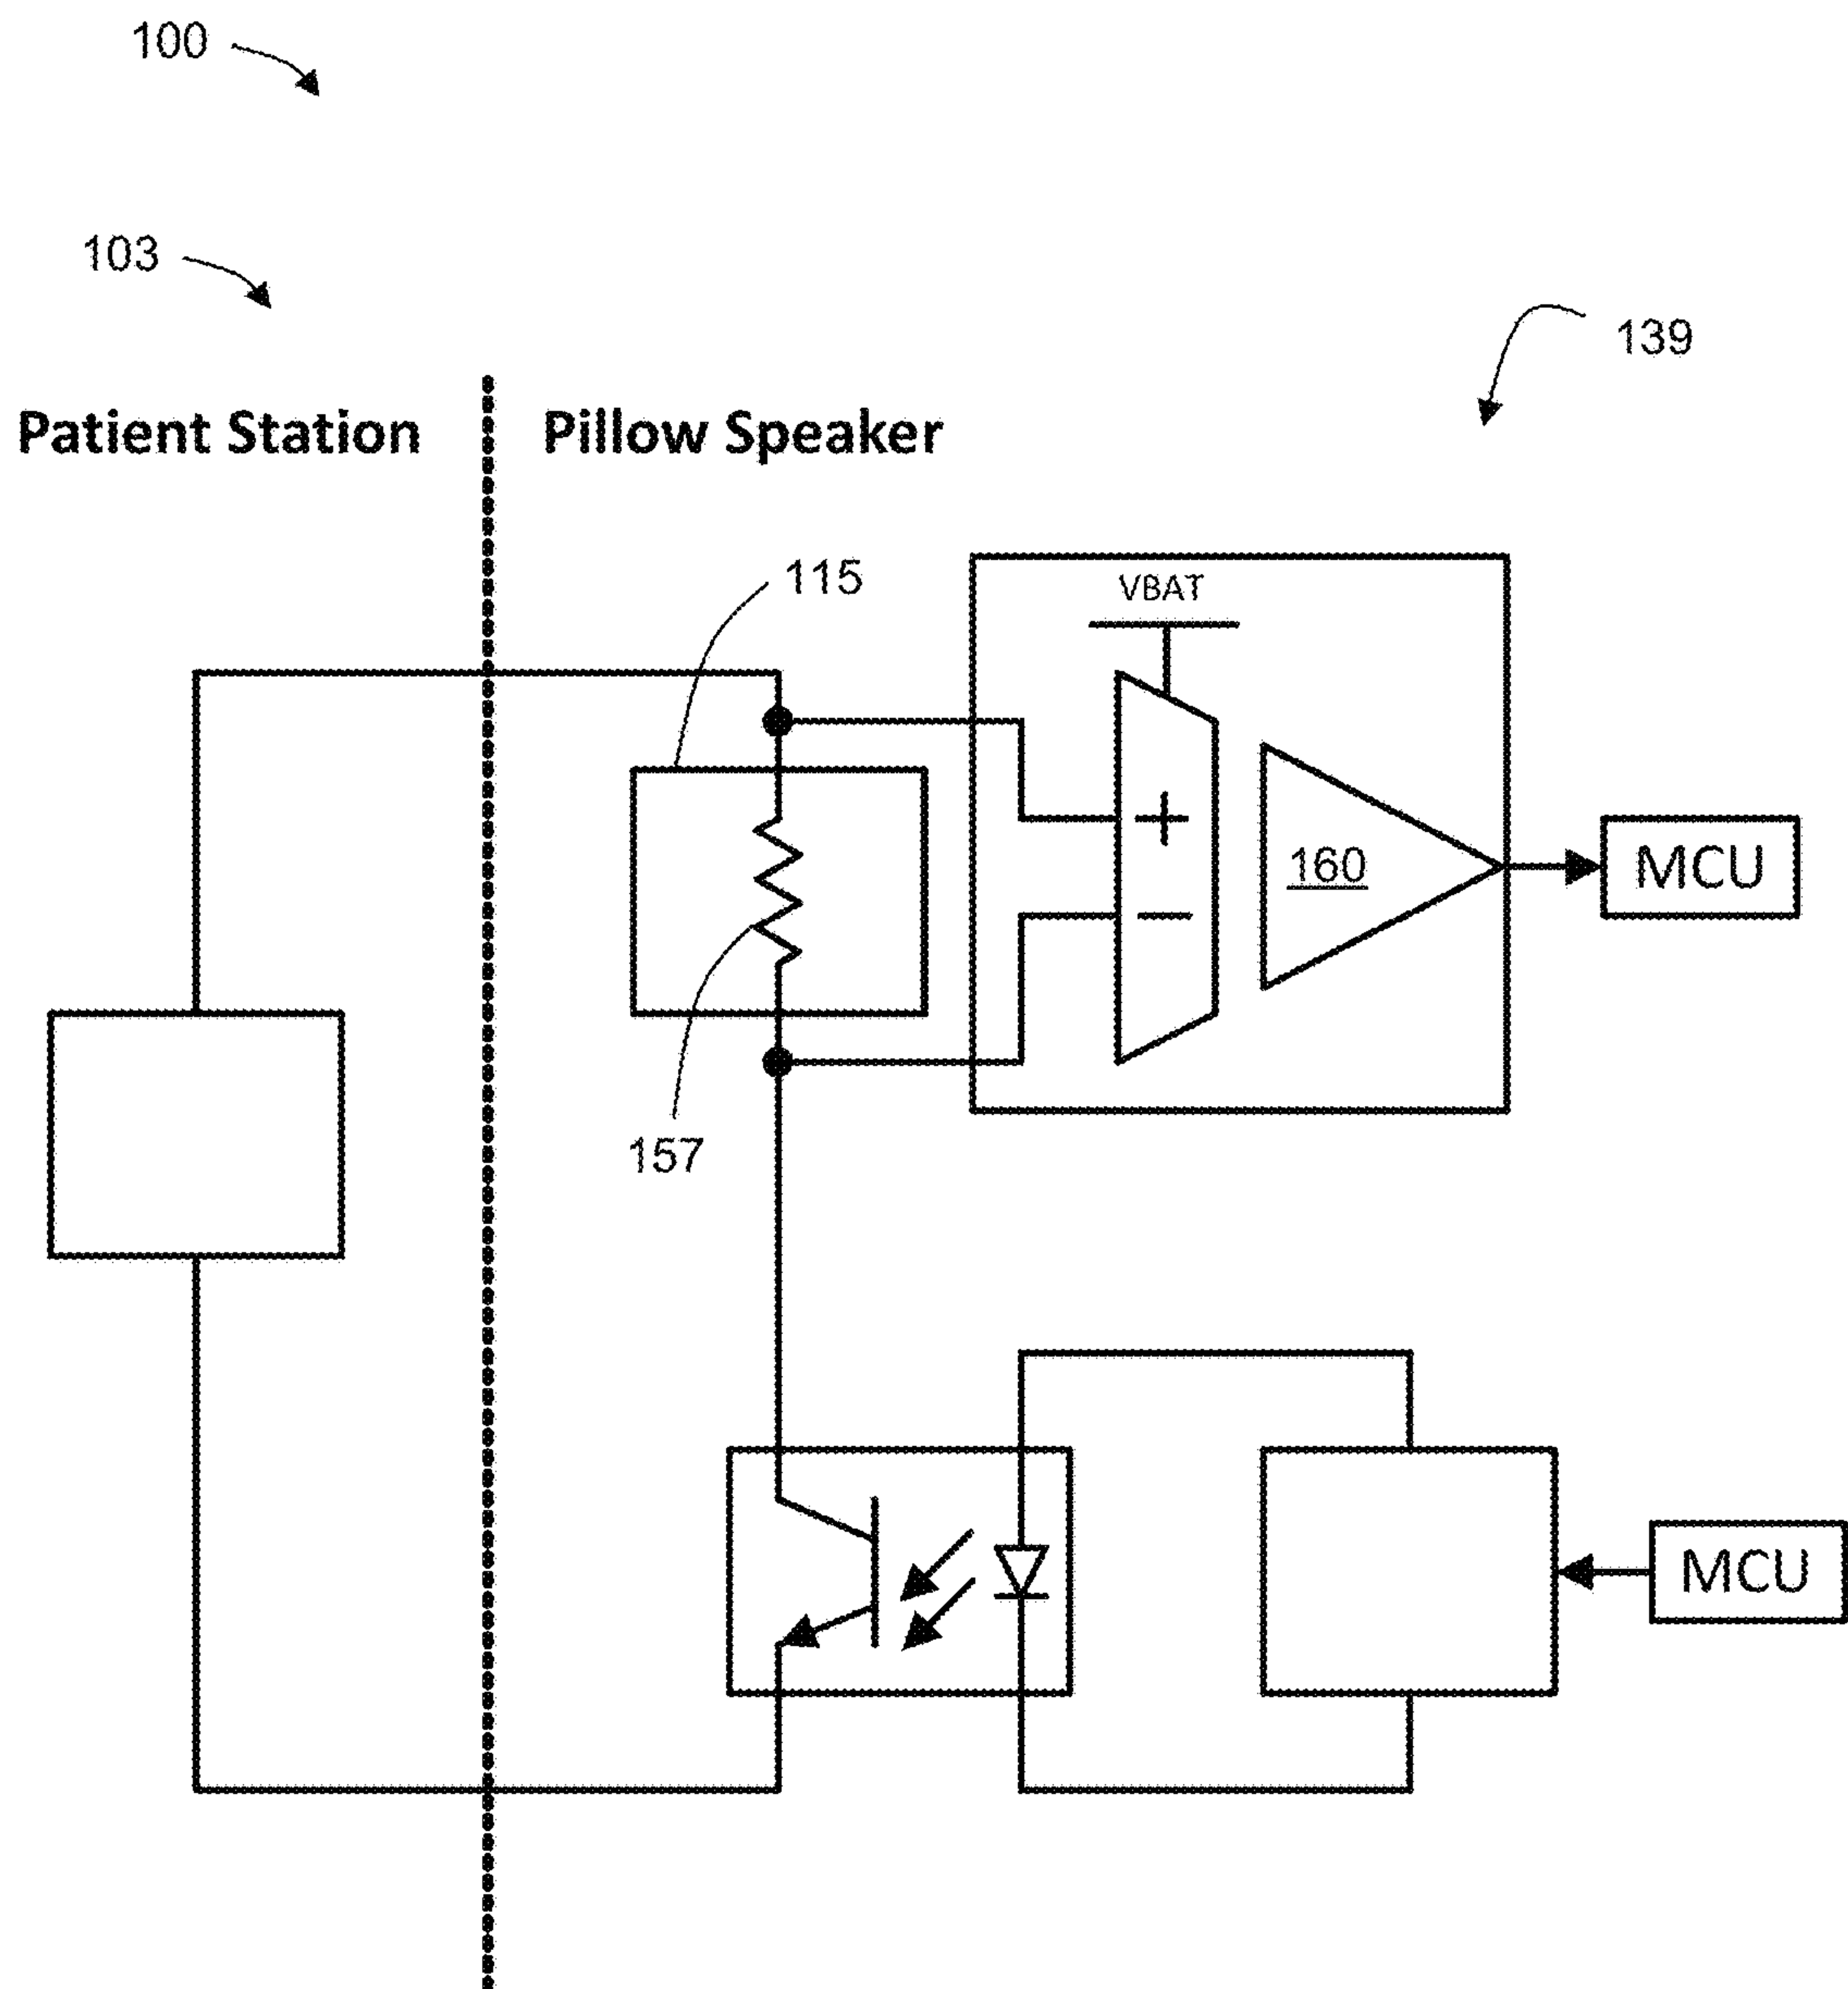 100
103
139
Patient Station
Pillow Speaker
115
VBAT
+
160
MCU
−
157
MCU